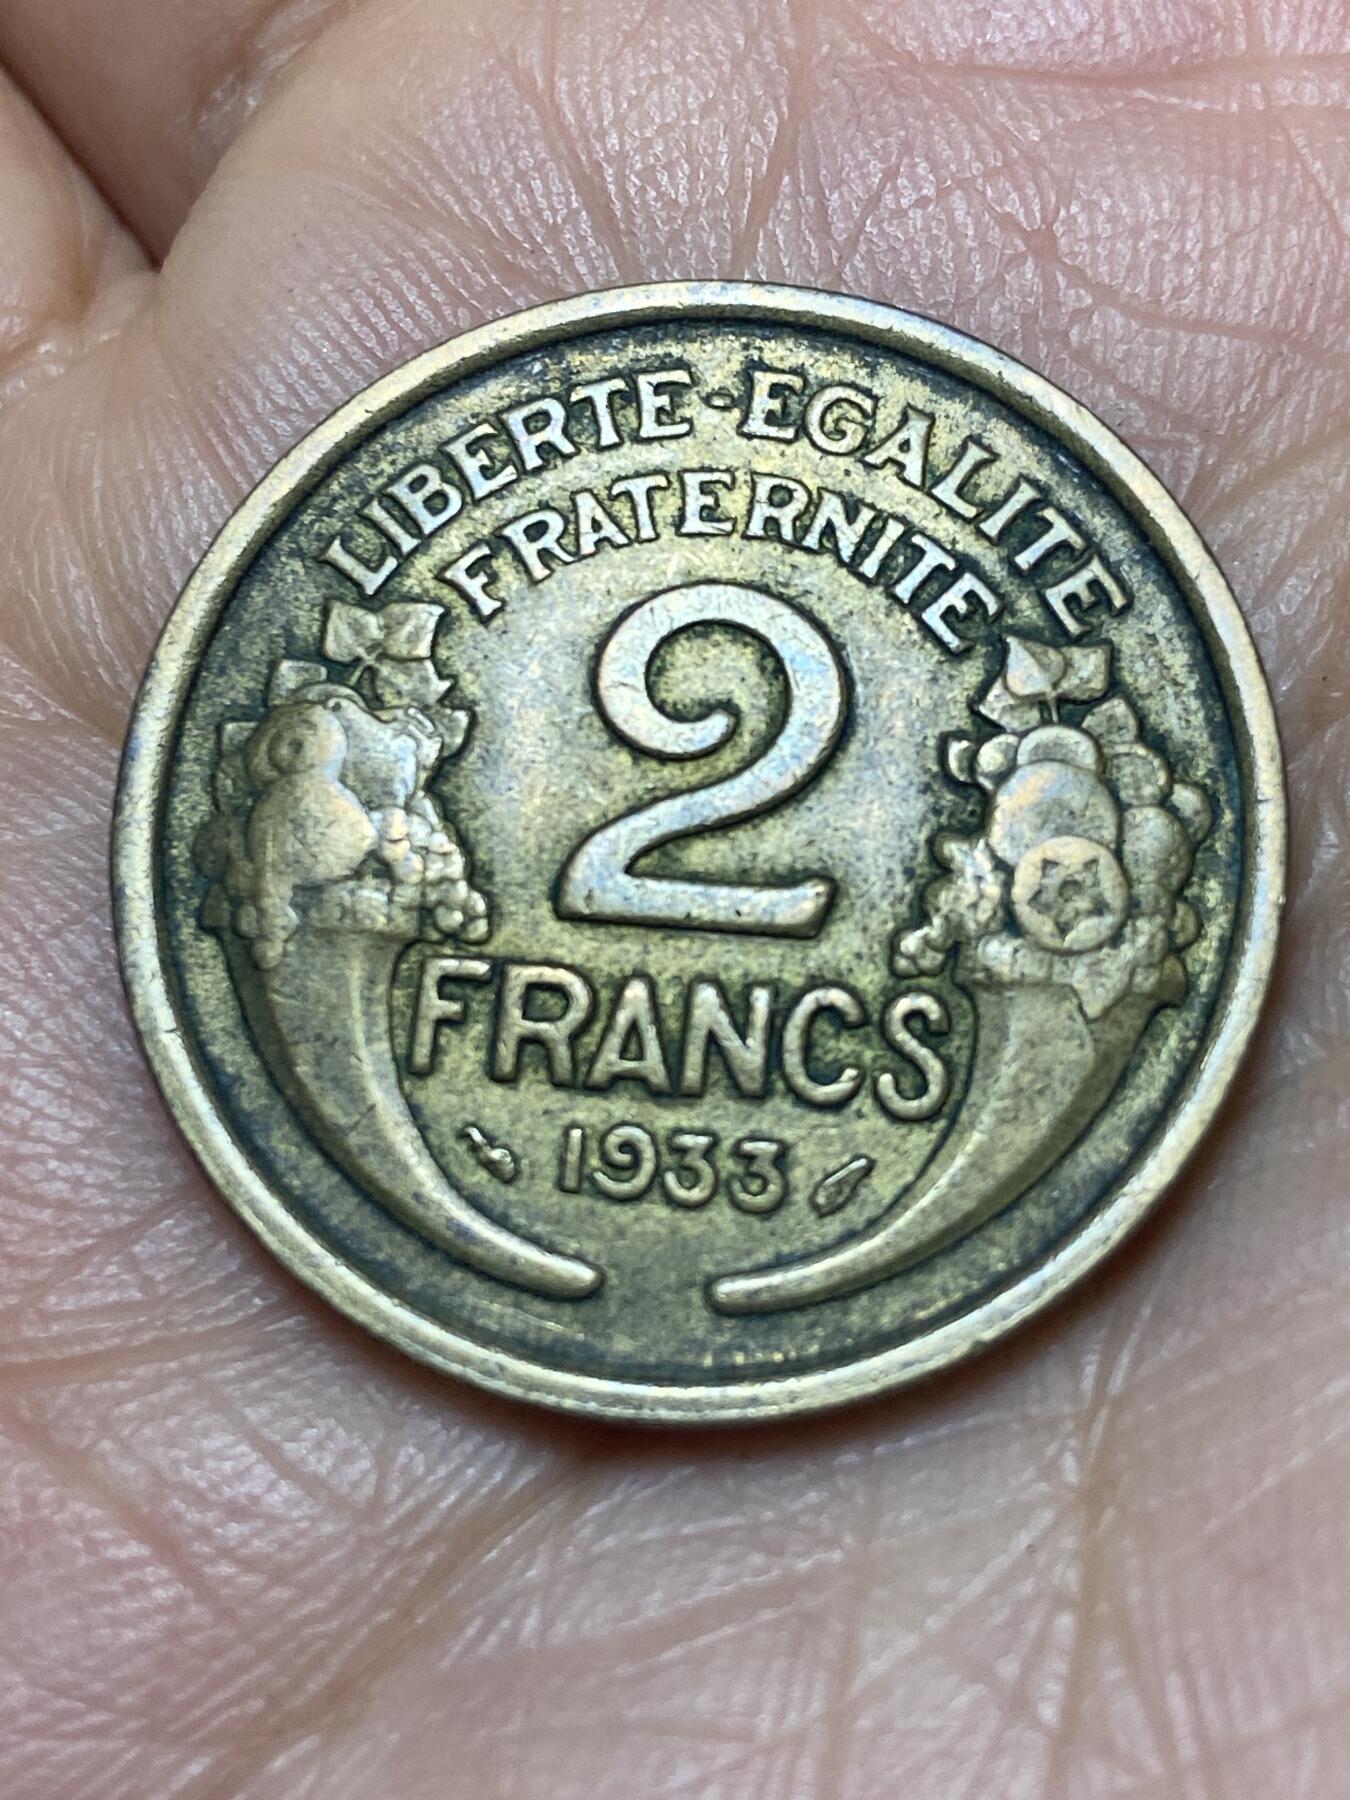 LIBERTE-EGALITE
FRATERNITE
2
FRANCS
1933